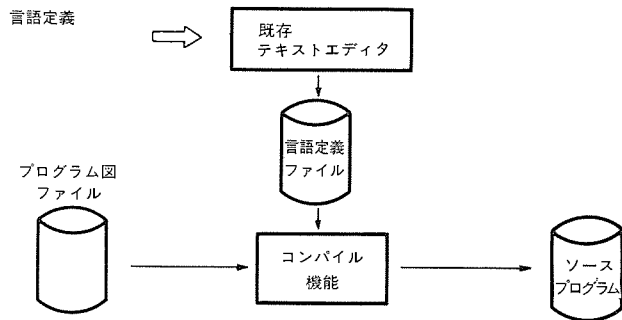 言語定義
既存
テキストエディタ
言語定義
ファイル
プログラム図
ファイル
コンパイル
機能
ソース
プログラム